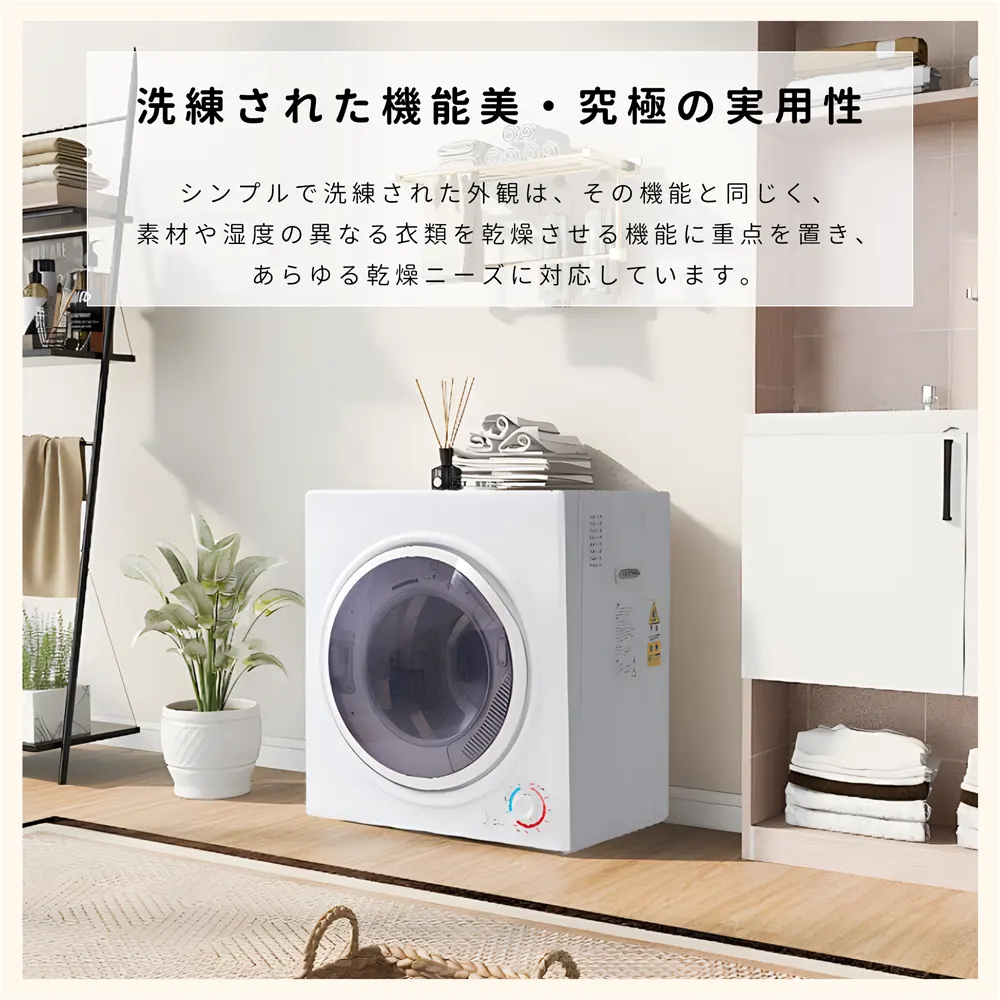 洗練された機能美・究極の実用性
シンプルで洗練された外観は、その機能と同じく、
素材や湿度の異なる衣類を乾燥させる機能に重点を置き、
あらゆる乾燥ニーズに対応しています。